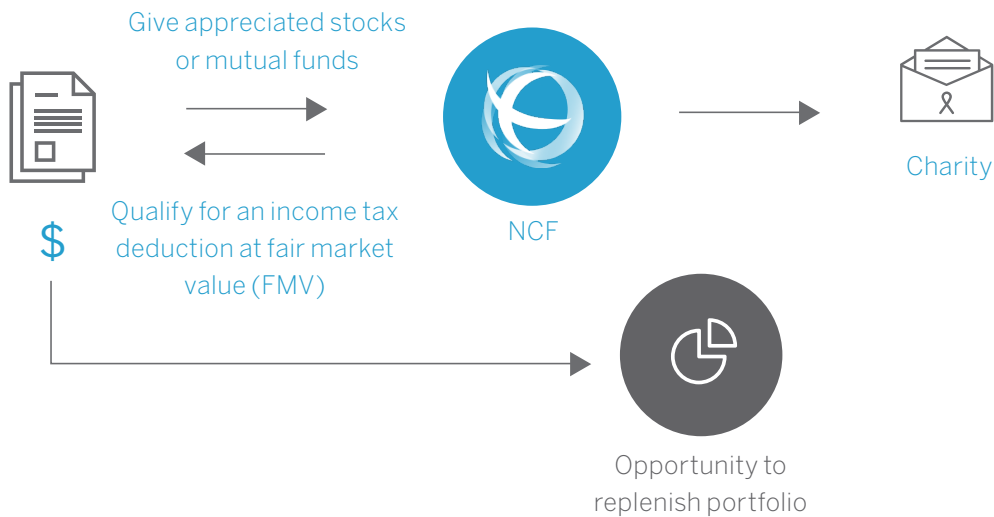 Give appreciated stocks
or mutual funds
Qualify for an income tax
deduction at fair market
value (FMV)
$
NCF
Charity
Opportunity to
replenish portfolio